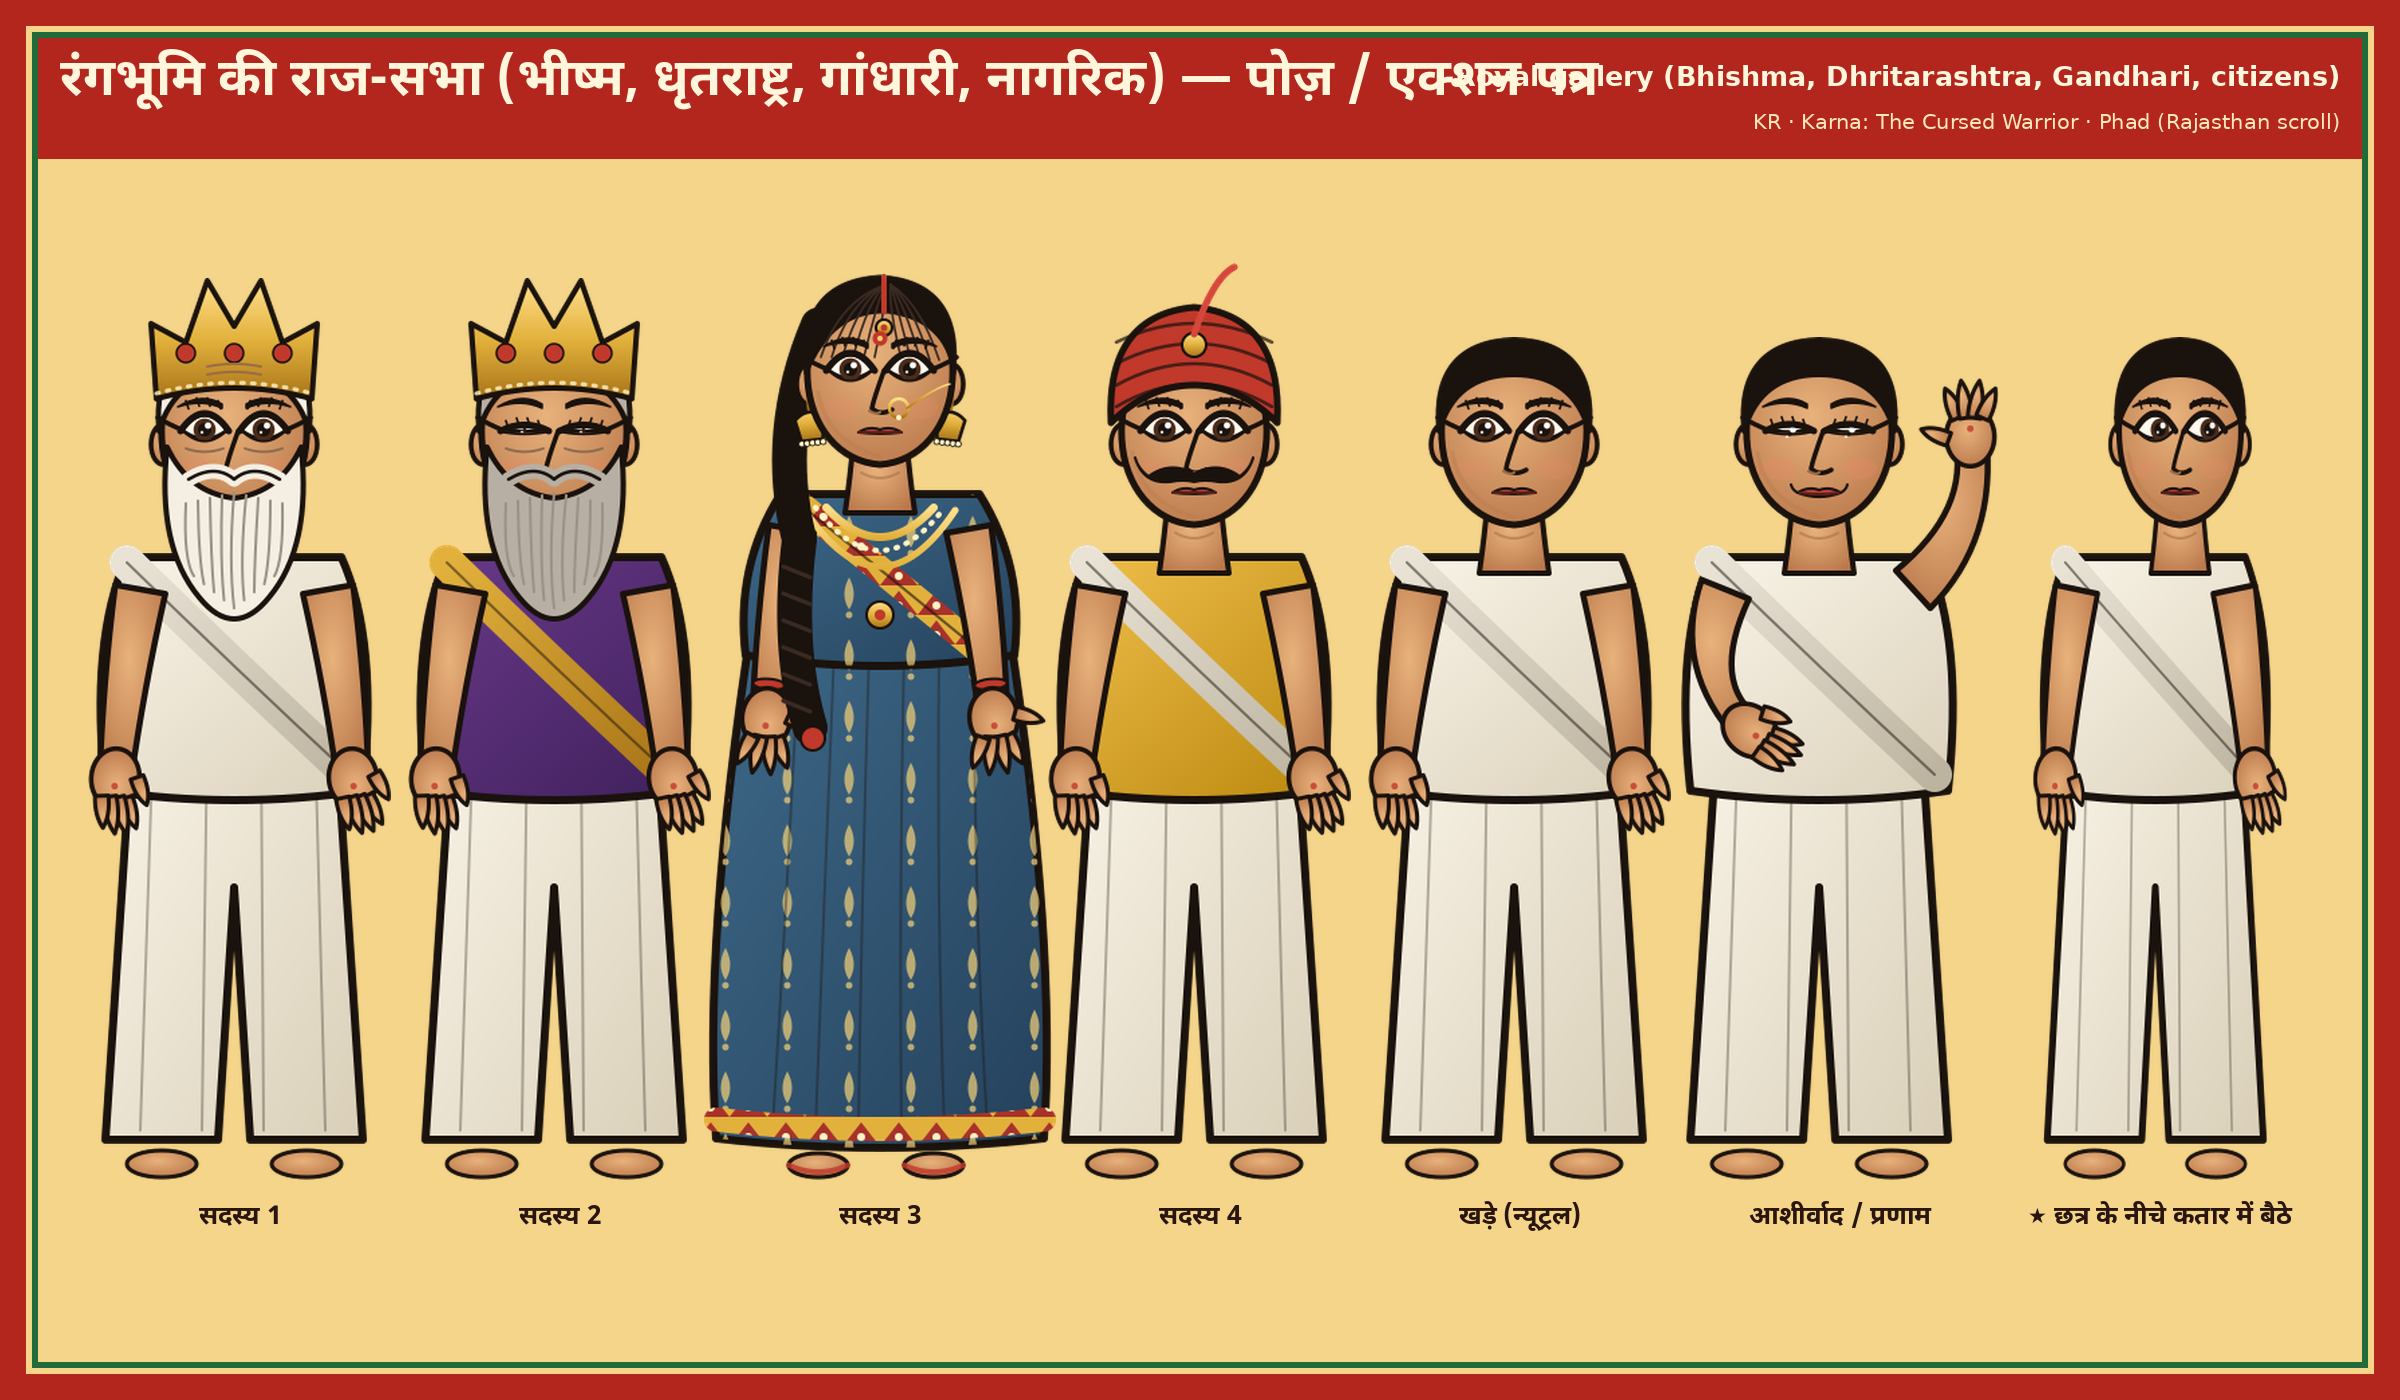 रंगभूमि की राज-सभा (भीष्म, धृतराष्ट्र, गांधारी, नागरिक) — पोज़ / एक्शन पत्र
Royal gallery (Bhishma, Dhritarashtra, Gandhari, citizens)
KR · Karna: The Cursed Warrior · Phad (Rajasthan scroll)
सदस्य 1
सदस्य 2
सदस्य 3
सदस्य 4
खड़े (न्यूट्रल)
आशीर्वाद / प्रणाम
★ छत्र के नीचे कतार में बैठे